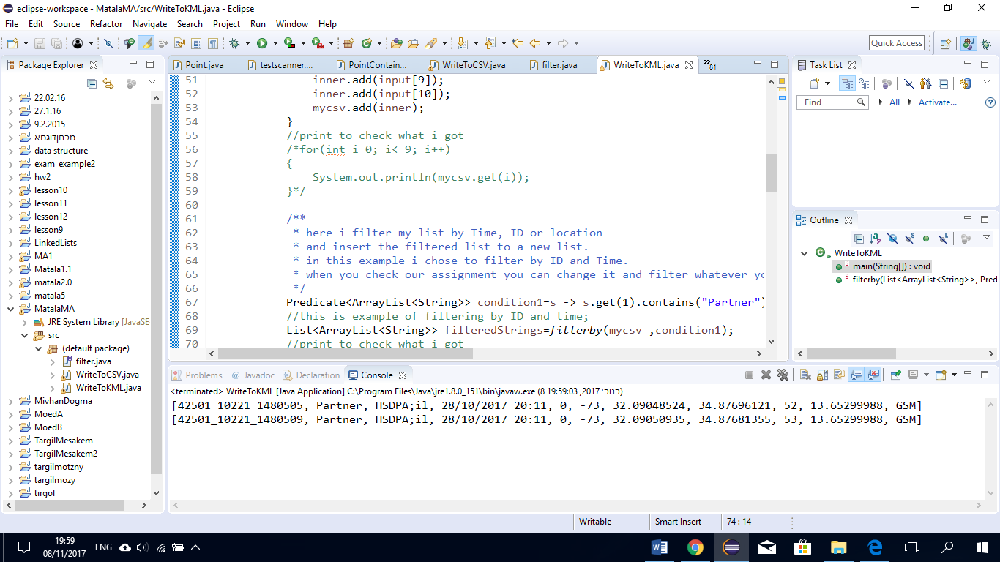 eclipse-workspace - MatalaMA/src/WriteToKML.java - Eclipse
File Edit Source Refactor Navigate Search Project Run Window Help
Quick Access
Package Explorer
22.02.16
27.1.16
9.2.2015
מבחןדוגמא
data structure
exam_example2
hw2
lesson10
lesson11
lesson12
lesson9
LinkedLists
MA1
Matala1.1
matala2.0
matala5
MatalaMA
JRE System Library [JavaSE
src
(default package)
filter.java
WriteToCSV.java
WriteToKML.java
MivhanDogma
MoedA
MoedB
TargilMesakem
TargilMesakem2
targilmotzny
targilmozy
tirgol
Point.java testscanner.... PointContain... WriteToCSV.java filter.java WriteToKML.java »81
51 inner.add(input[9]);
52 inner.add(input[10]);
53 mycsv.add(inner);
54 }
55 //print to check what i got
56 /*for(int i=0; i<=9; i++)
57 {
58 System.out.println(mycsv.get(i));
59 }*/
60
61 /**
62 * here i filter my list by Time, ID or location
63 * and insert the filtered list to a new list.
64 * in this example i chose to filter by ID and Time.
65 * when you check our assignment you can change it and filter whatever yo
66 */
67 Predicate<ArrayList<String>> condition1=s -> s.get(1).contains("Partner")
68 //this is example of filtering by ID and time;
69 List<ArrayList<String>> filteredStrings=filterby(mycsv ,condition1);
70 //print to check what i got
Task List
Find All Activate...
Outline
WriteToKML
main(String[]) : void
filterby(List<ArrayList<String>>, Pred
Problems Javadoc Declaration Console
<terminated> WriteToKML [Java Application] C:\Program Files\Java\jre1.8.0_151\bin\javaw.exe (8 בנוב׳ 2017, 19:59:03)
[42501_10221_1480505, Partner, HSDPA;il, 28/10/2017 20:11, 0, -73, 32.09048524, 34.87696121, 52, 13.65299988, GSM]
[42501_10221_1480509, Partner, HSDPA;il, 28/10/2017 20:11, 0, -73, 32.09050935, 34.87681355, 53, 13.65299988, GSM]
Writable Smart Insert 74 : 14
19:59
08/11/2017
ENG